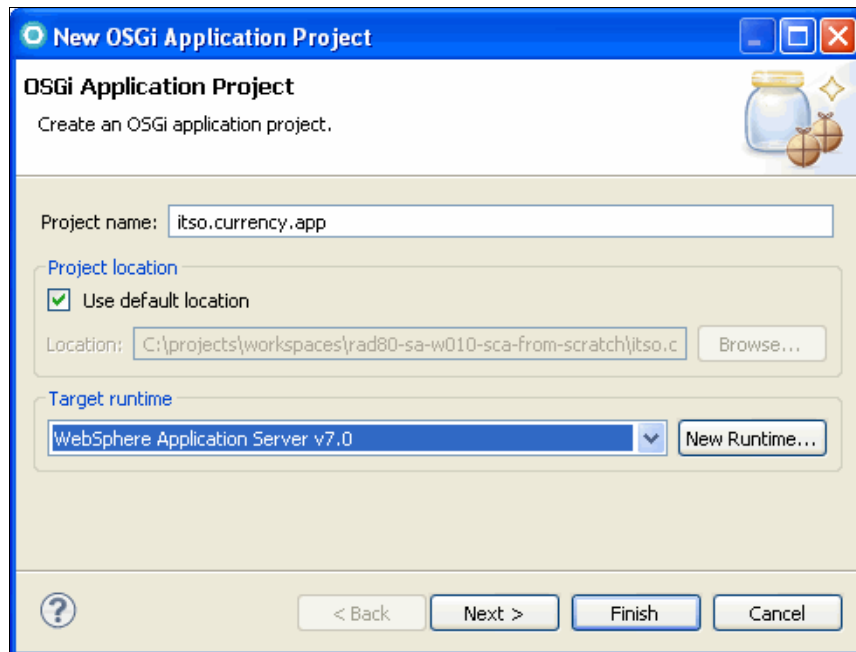 New OSGi Application Project
OSGi Application Project
Create an OSGi application project.
Project name: itso.currency.app
Project location
Use default location
Location: C:\projects\workspaces\rad80-sa-w010-sca-from-scratch\itso.c Browse...
Target runtime
WebSphere Application Server v7.0 New Runtime...
? < Back Next > Finish Cancel